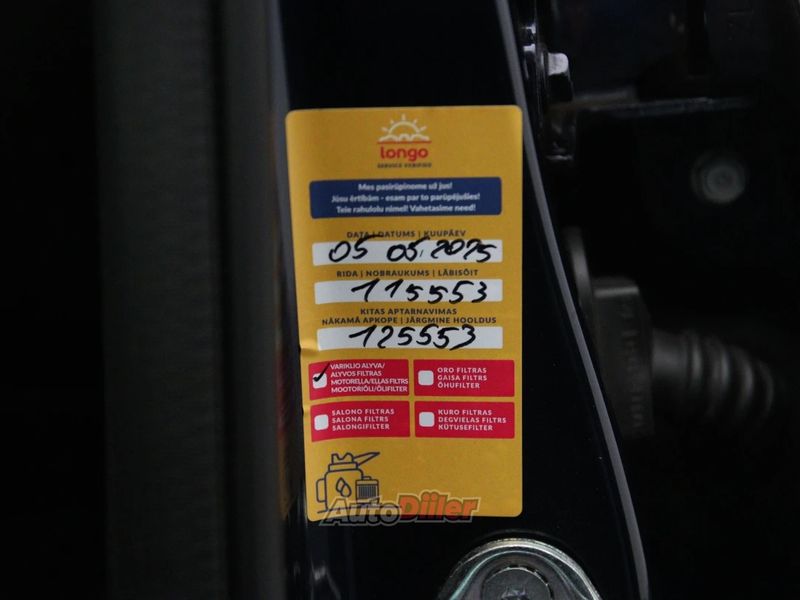 longo
SERVICE VERIFIED
Mes pasirūpinome už jus!
Jūsu ērtībām - esam par to parūpējušies!
Teie rahulolu nimel! Vahetasime need!
DATA | DATUMS | KUUPÄEV
05 05.2025
RIDA | NOBRAUKUMS | LÄBISÕIT
115553
KITAS APTARNAVIMAS
NĀKAMĀ APKOPE | JÄRGMINE HOOLDUS
125553
VARIKLIO ALYVA/
ALYVOS FILTRAS
MOTOREĻĻA/EĻĻAS FILTRS
MOOTORIÕLI/ÕLIFILTER
ORO FILTRAS
GAISA FILTRS
ÕHUFILTER
SALONO FILTRAS
SALONA FILTRS
SALONGIFILTER
KURO FILTRAS
DEGVIELAS FILTRS
KÜTUSEFILTER
AutoDiiler